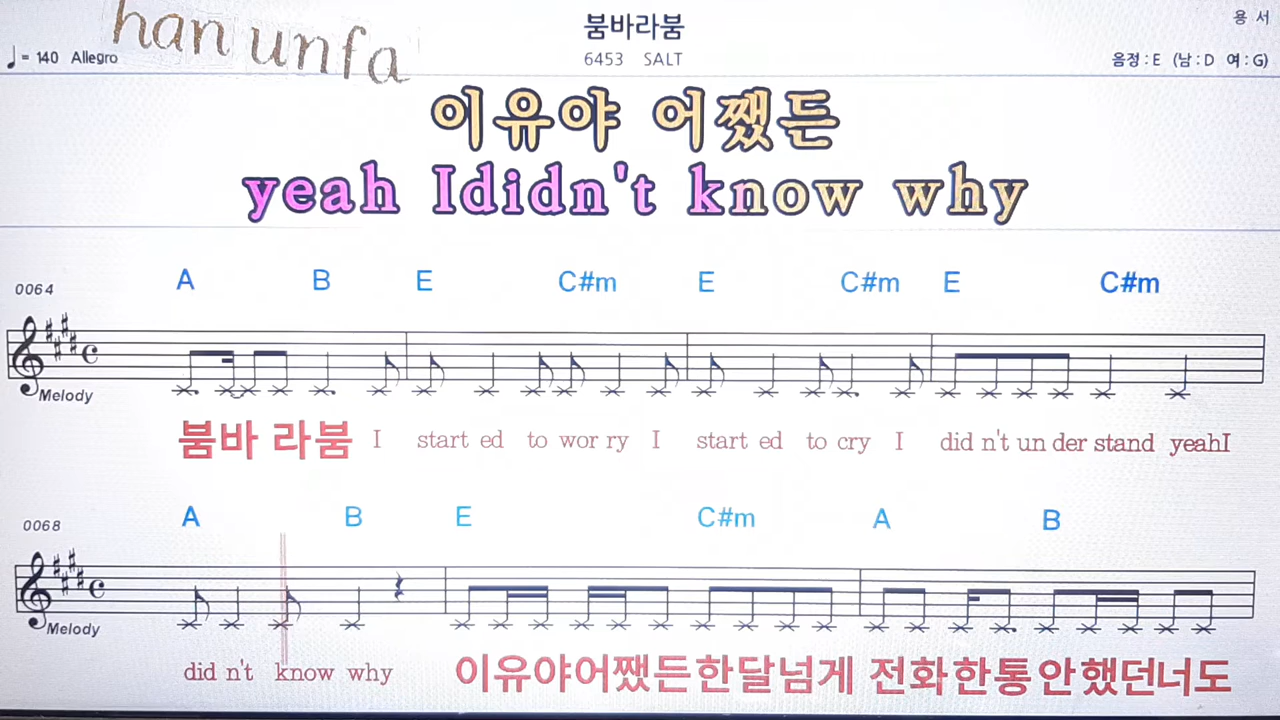 han unfa
붐바라붐
용 서
♩= 140 Allegro
6453 SALT
음정 : E (남 : D 여 : G)
이유야 어쨌든
yeah Ididn't know why
A B E C#m E C#m E C#m
0064
Melody
붐바 라붐 I start ed to wor ry I start ed to cry I did n't un der stand yeahI
A B E C#m A B
0068
Melody
did n't know why 이유야어쨌든한달넘게 전화한통안했던너도